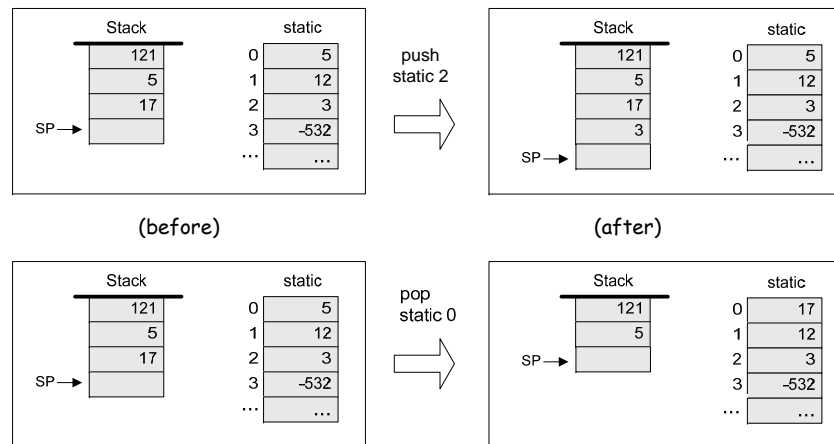 Stack static
121 0 5
5 1 12
17 2 3
SP 3 -532
... ...
push
static 2
Stack static
121 0 5
5 1 12
17 2 3
3 3 -532
SP ... ...
(before) (after)
Stack static
121 0 5
5 1 12
17 2 3
SP 3 -532
... ...
pop
static 0
Stack static
121 0 17
5 1 12
SP 2 3
3 -532
... ...